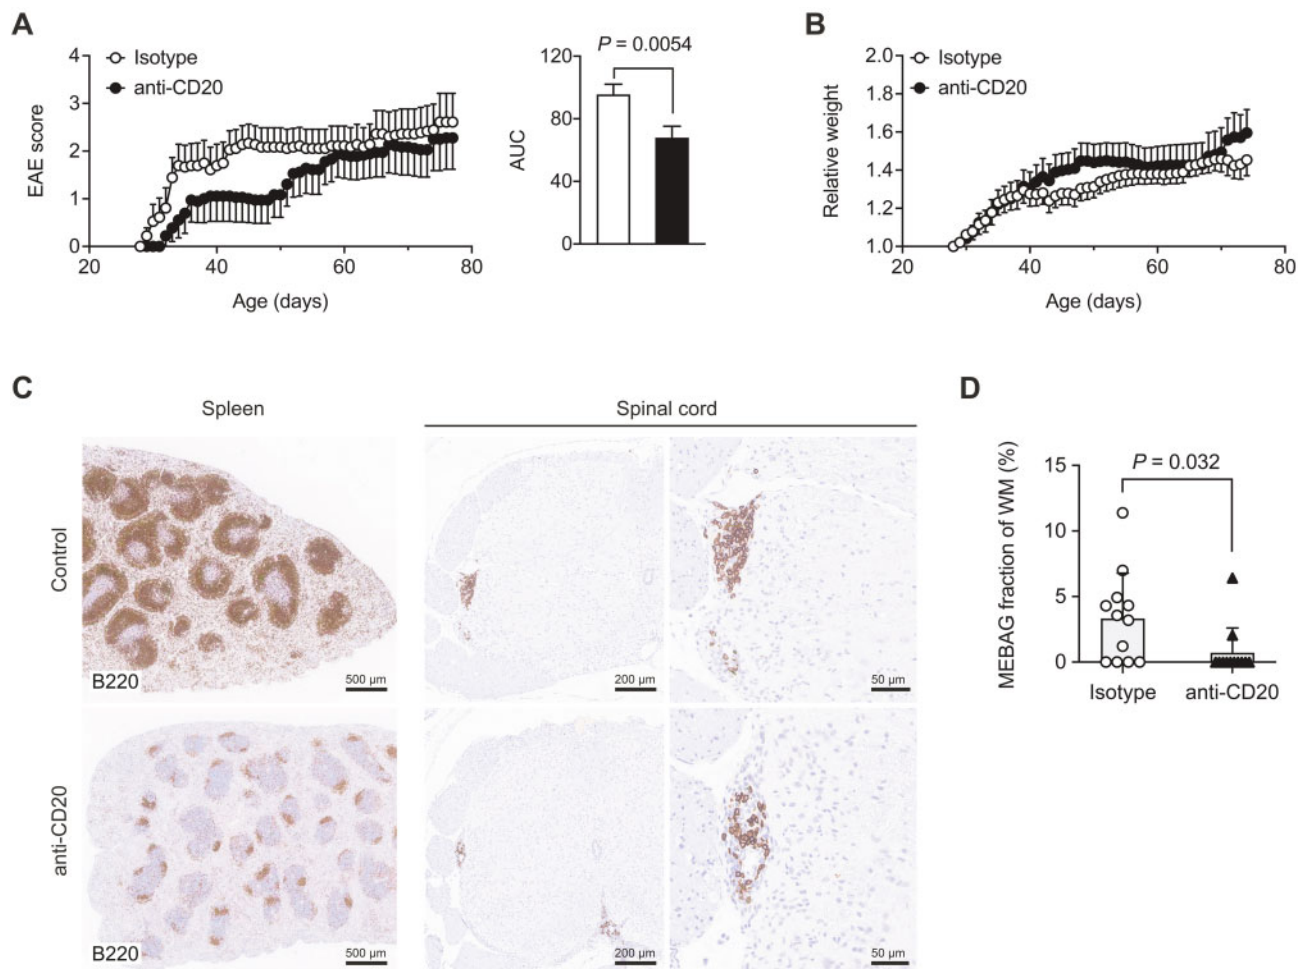 A
Isotype
anti-CD20
4
3
2
1
0
EAE score
20
40
60
80
Age (days)
P = 0.0054
120
80
40
0
AUC
B
Isotype
anti-CD20
2.0
1.8
1.6
1.4
1.2
1.0
Relative weight
20
40
60
80
Age (days)
C
Spleen
Spinal cord
Control
B220
500 µm
200 µm
50 µm
anti-CD20
B220
500 µm
200 µm
50 µm
D
P = 0.032
15
10
5
0
MEBAG fraction of WM (%)
Isotype
anti-CD20